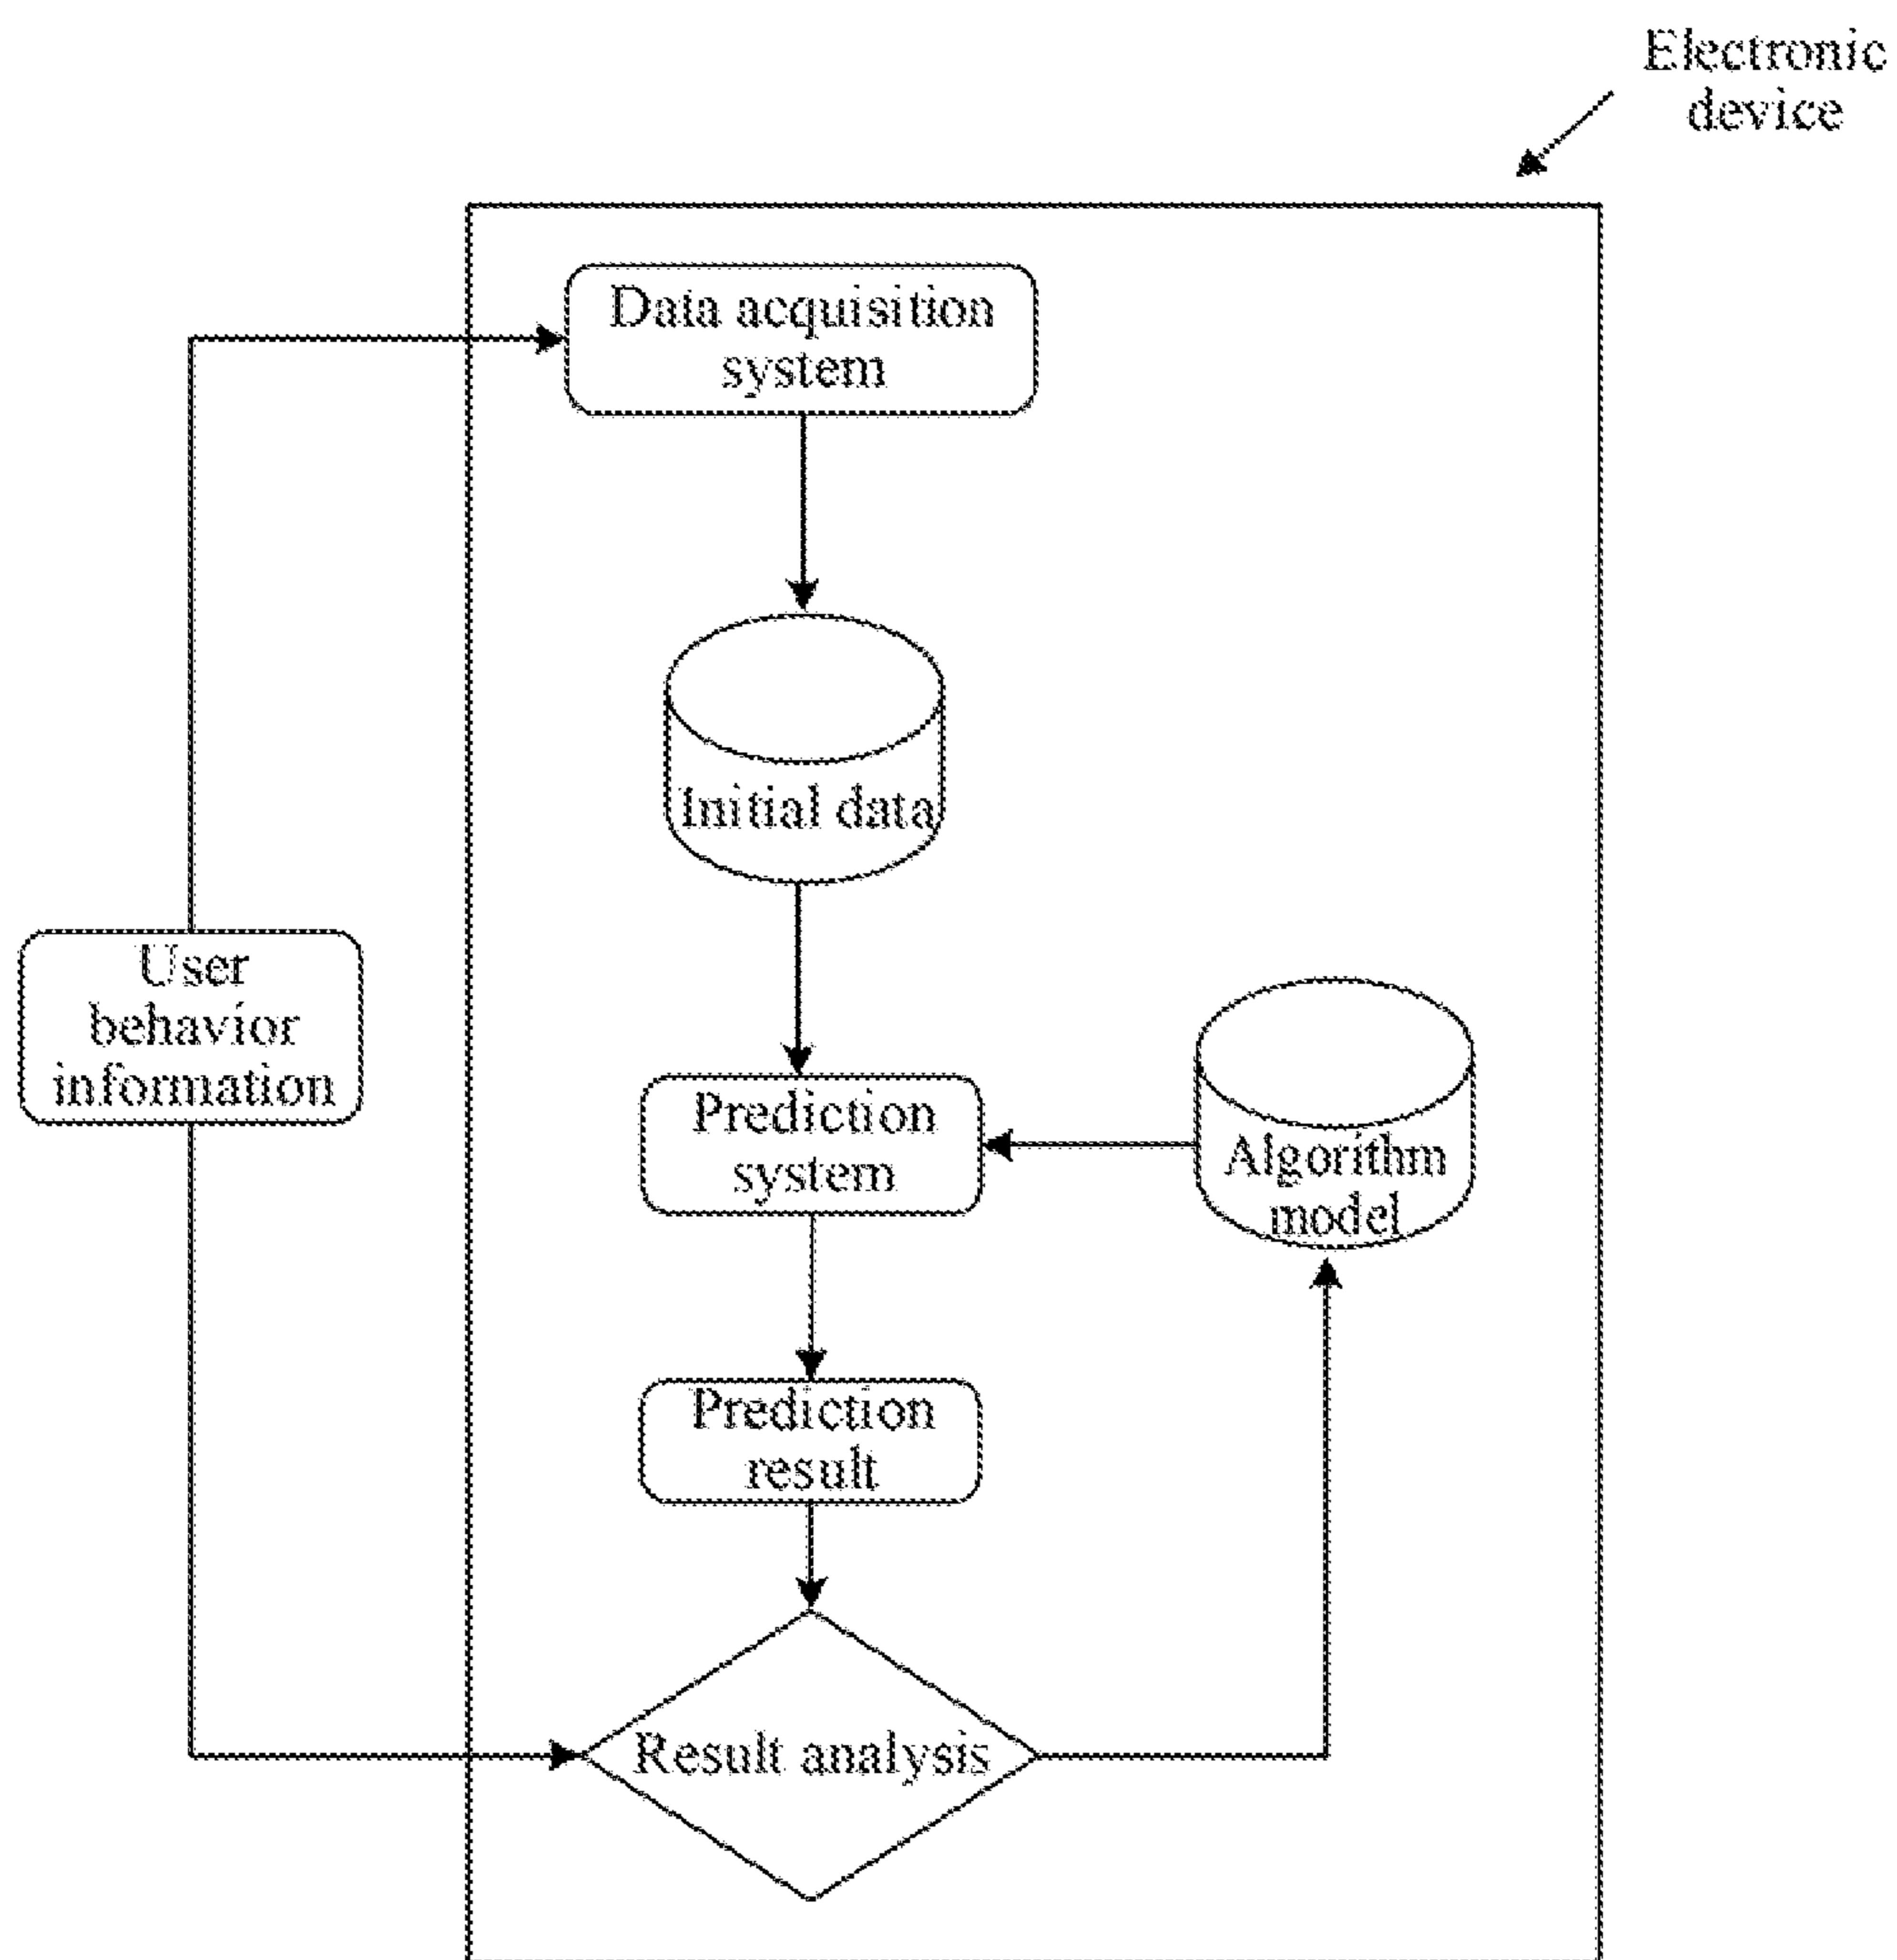 Electronic
device
Data acquisition
system
Initial data
User
behavior
information
Prediction
system
Algorithm
model
Prediction
result
Result analysis